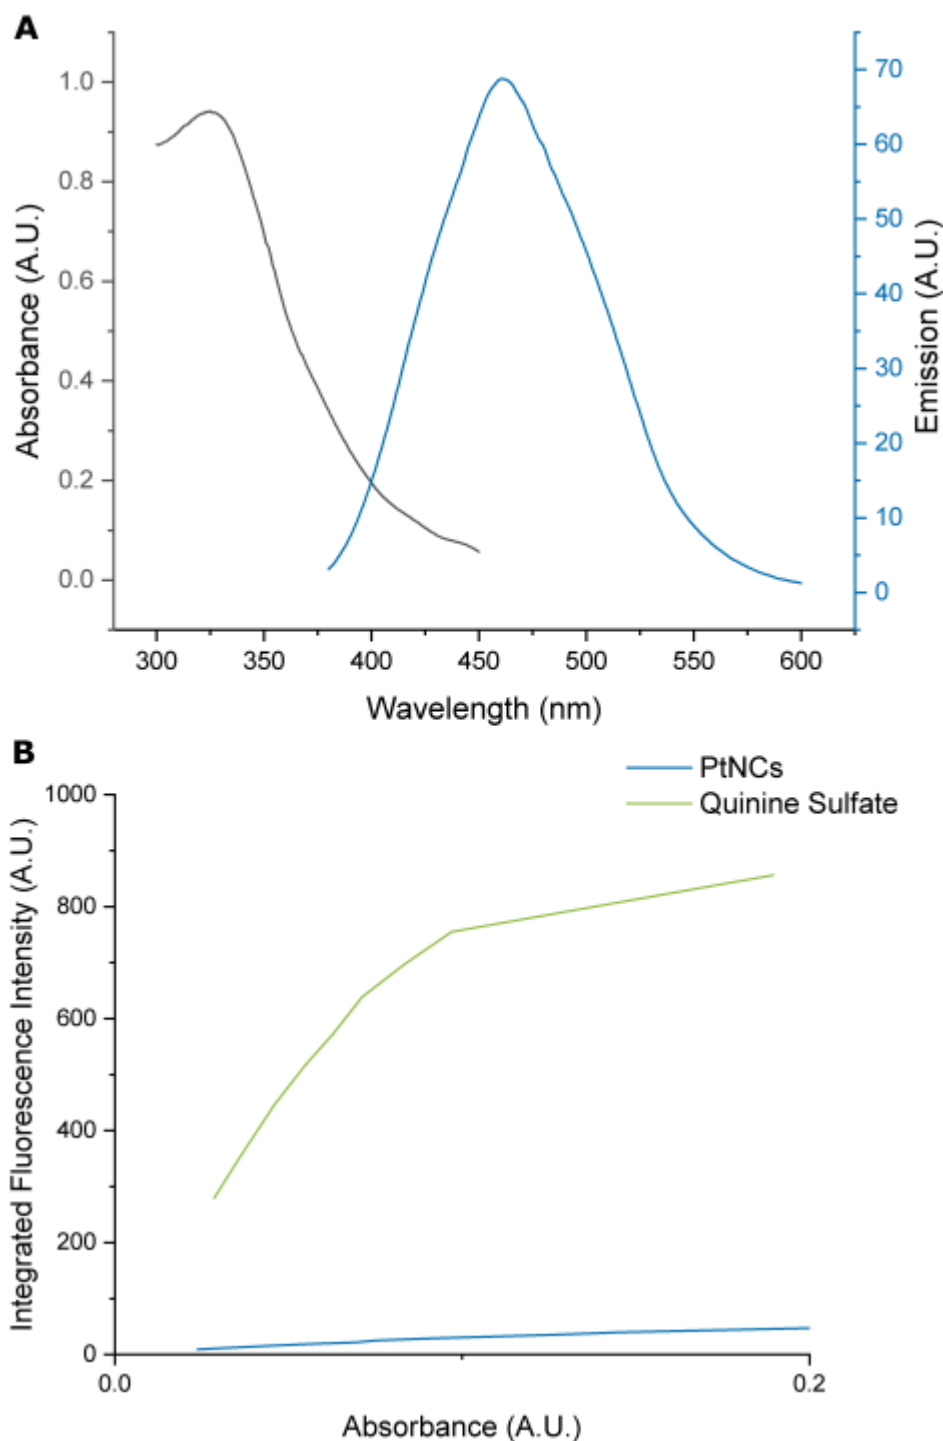 A
1.0
0.8
0.6
0.4
0.2
0.0
Absorbance (A.U.)
70
60
50
40
30
20
10
0
Emission (A.U.)
300 350 400 450 500 550 600
Wavelength (nm)
B
PtNCs
Quinine Sulfate
1000
800
600
400
200
0
Integrated Fluorescence Intensity (A.U.)
0.0 0.2
Absorbance (A.U.)